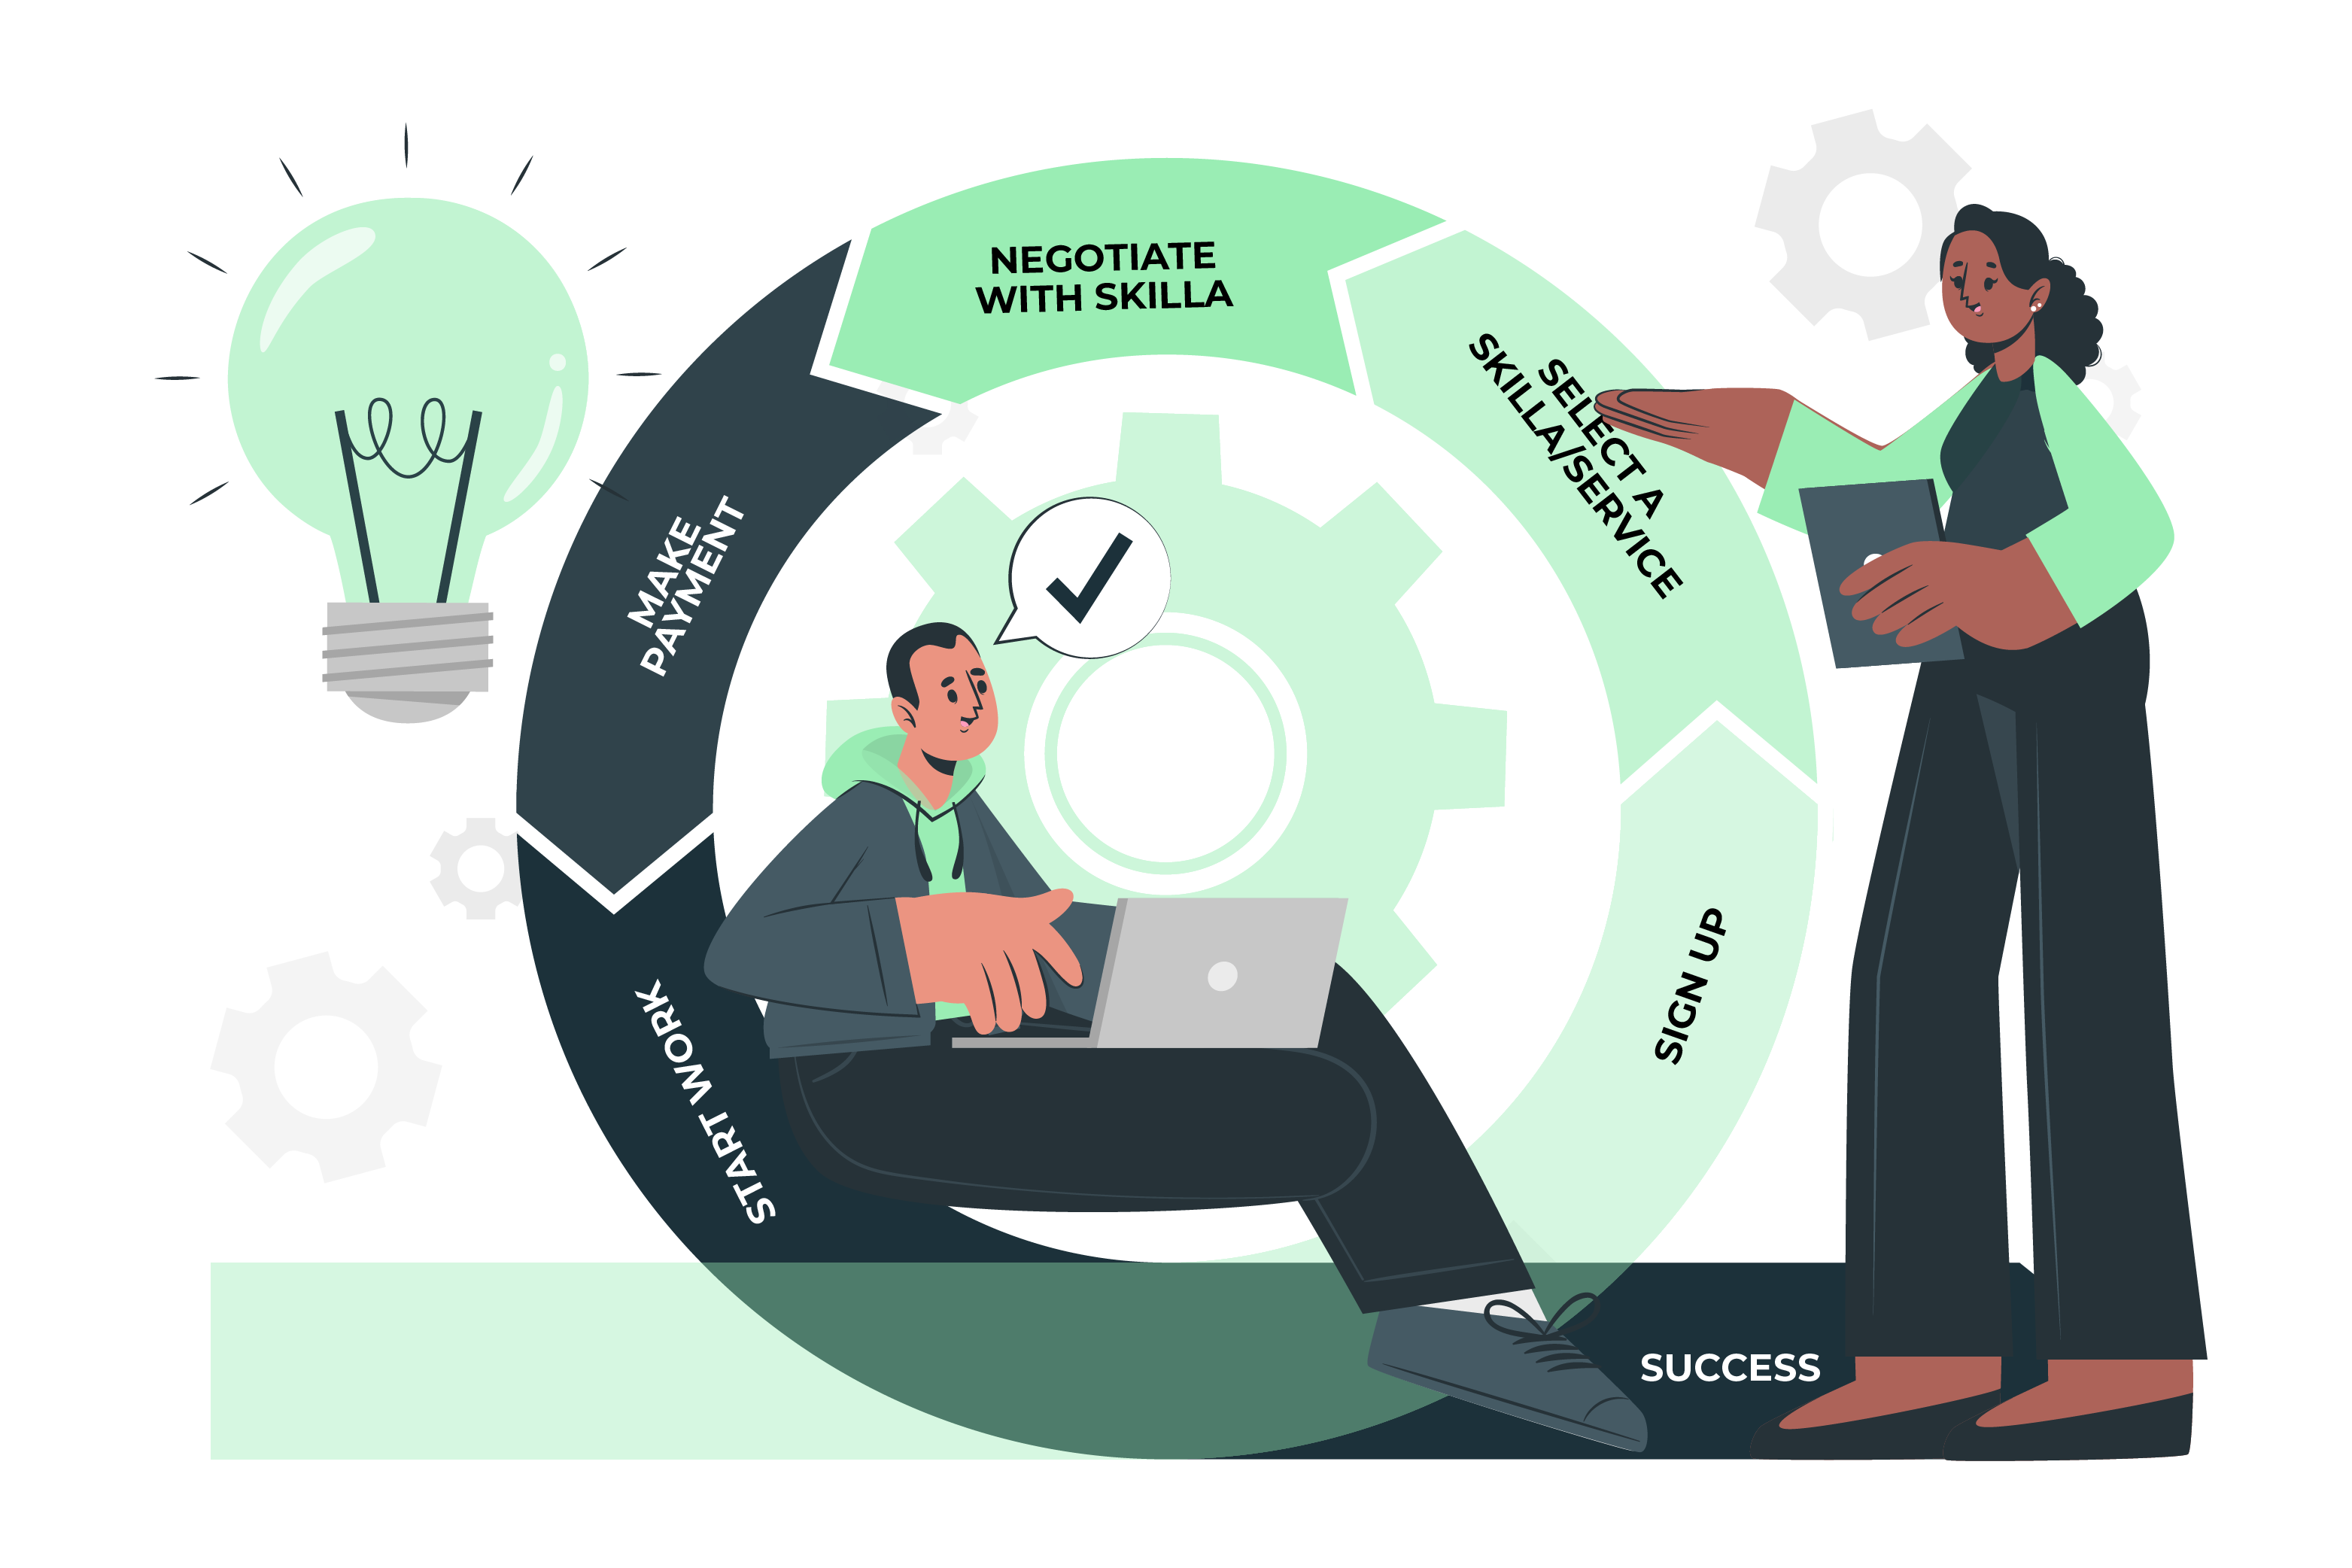 NEGOTIATE
WITH SKILLA
SELECT A
SKILLA/SERVICE
MAKE
PAYMENT
SIGN UP
START WORK
SUCCESS